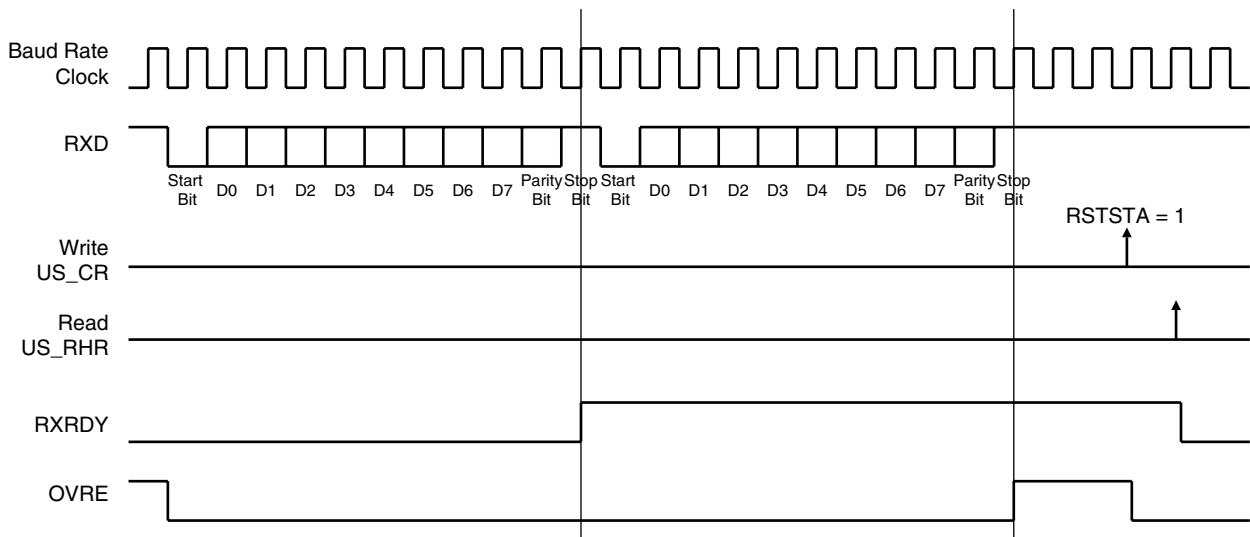 Baud Rate
Clock
RXD
Start
Bit
D0
D1
D2
D3
D4
D5
D6
D7
Parity
Bit
Stop
Bit
Start
Bit
D0
D1
D2
D3
D4
D5
D6
D7
Parity
Bit
Stop
Bit
RSTSTA = 1
Write
US_CR
Read
US_RHR
RXRDY
OVRE